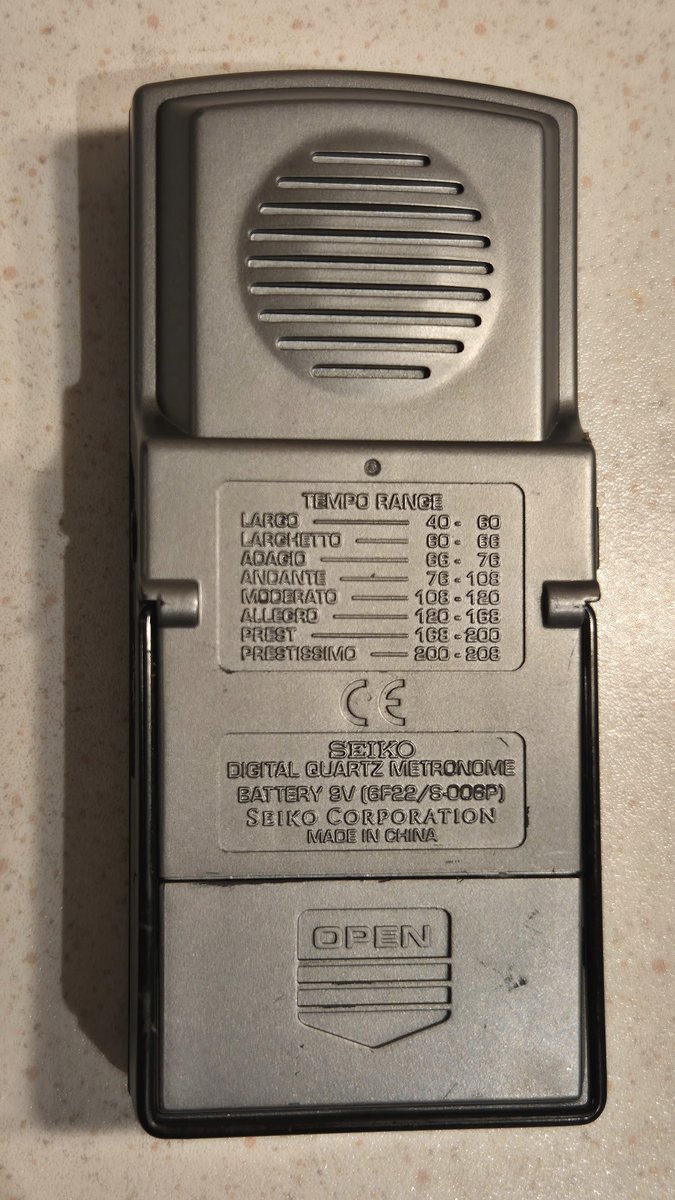 TEMPO RANGE
LARGO 40 - 60
LARGHETTO 60 - 66
ADAGIO 66 - 76
ANDANTE 76 - 108
MODERATO 108 - 120
ALLEGRO 120 - 168
PREST 168 - 200
PRESTISSIMO 200 - 208
CE
SEIKO
DIGITAL QUARTZ METRONOME
BATTERY 9V (6F22/S-006P)
SEIKO CORPORATION
MADE IN CHINA
OPEN